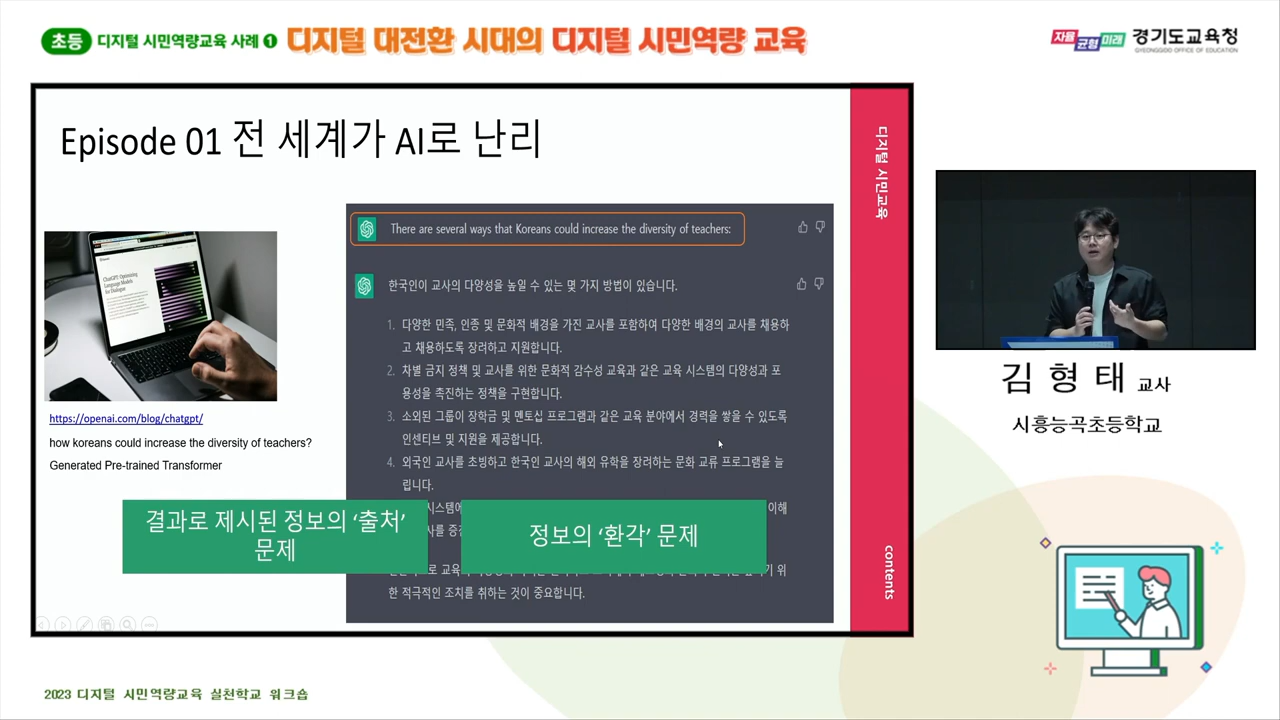 초등 디지털 시민역량교육 사례 ❶ 디지털 대전환 시대의 디지털 시민역량 교육
자율 균형 미래 경기도교육청
GYEONGGIDO OFFICE OF EDUCATION
Episode 01 전 세계가 AI로 난리
디지털 시민교육
There are several ways that Koreans could increase the diversity of teachers:
한국인이 교사의 다양성을 높일 수 있는 몇 가지 방법이 있습니다.
1. 다양한 민족, 인종 및 문화적 배경을 가진 교사를 포함하여 다양한 배경의 교사를 채용하
고 채용하도록 장려하고 지원합니다.
2. 차별 금지 정책 및 교사를 위한 문화적 감수성 교육과 같은 교육 시스템의 다양성과 포
용성을 촉진하는 정책을 구현합니다.
3. 소외된 그룹이 장학금 및 멘토십 프로그램과 같은 교육 분야에서 경력을 쌓을 수 있도록
인센티브 및 지원을 제공합니다.
4. 외국인 교사를 초빙하고 한국인 교사의 해외 유학을 장려하는 문화 교류 프로그램을 늘
립니다.
이해
한 적극적인 조치를 취하는 것이 중요합니다.
ChatGPT: Optimizing
Language Models
for Dialogue
https://openai.com/blog/chatgpt/
how koreans could increase the diversity of teachers?
Generated Pre-trained Transformer
결과로 제시된 정보의 ‘출처’
문제
정보의 ‘환각’ 문제
contents
김형태 교사
시흥능곡초등학교
2023 디지털 시민역량교육 실천학교 워크숍